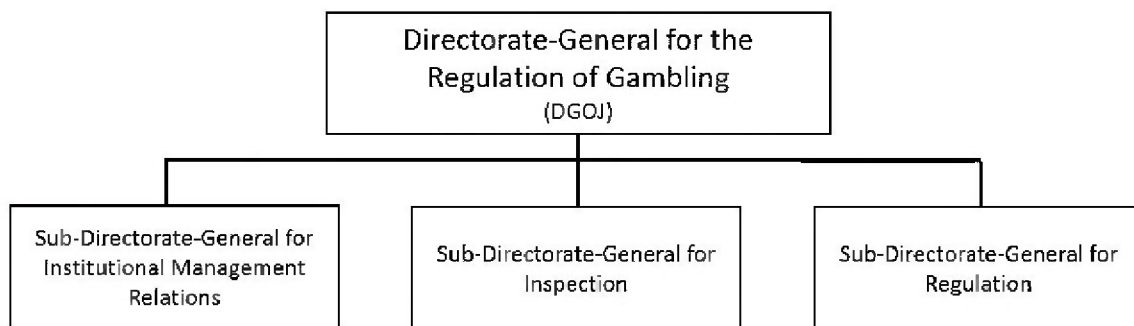 Directorate-General for the
Regulation of Gambling
(DGOJ)
Sub-Directorate-General for
Institutional Management
Relations
Sub-Directorate-General for
Inspection
Sub-Directorate-General for
Regulation